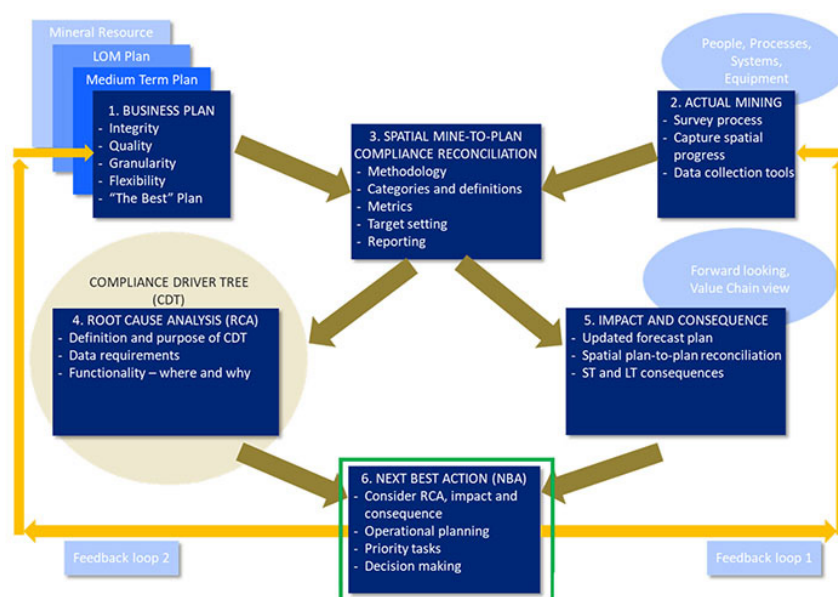 Mineral Resource
LOM Plan
Medium Term Plan
1. BUSINESS PLAN
- Integrity
- Quality
- Granularity
- Flexibility
- “The Best” Plan
People, Processes,
Systems,
Equipment
2. ACTUAL MINING
- Survey process
- Capture spatial
progress
- Data collection tools
3. SPATIAL MINE-TO-PLAN
COMPLIANCE RECONCILIATION
- Methodology
- Categories and definitions
- Metrics
- Target setting
- Reporting
COMPLIANCE DRIVER TREE
(CDT)
4. ROOT CAUSE ANALYSIS (RCA)
- Definition and purpose of CDT
- Data requirements
- Functionality – where and why
Forward looking,
Value Chain view
5. IMPACT AND CONSEQUENCE
- Updated forecast plan
- Spatial plan-to-plan reconciliation
- ST and LT consequences
6. NEXT BEST ACTION (NBA)
- Consider RCA, impact and
consequence
- Operational planning
- Priority tasks
- Decision making
Feedback loop 2
Feedback loop 1